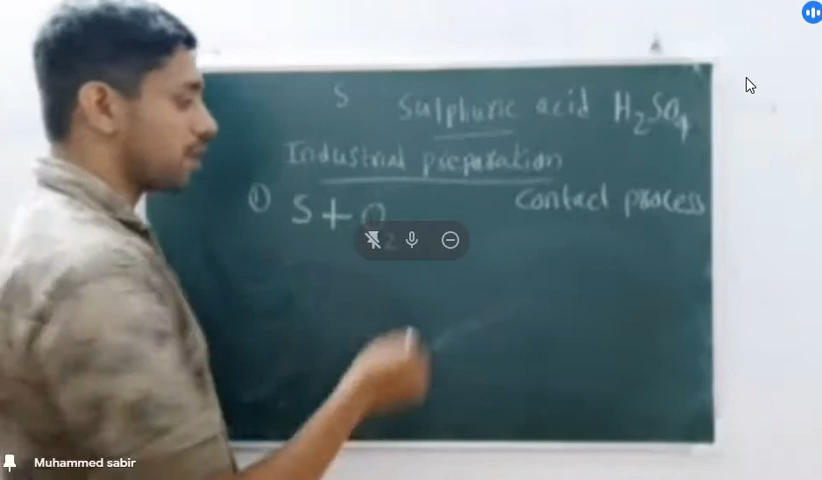 S Sulphuric acid H₂SO₄
Industrial preparation
① S + O₂ Contact process
Muhammed sabir